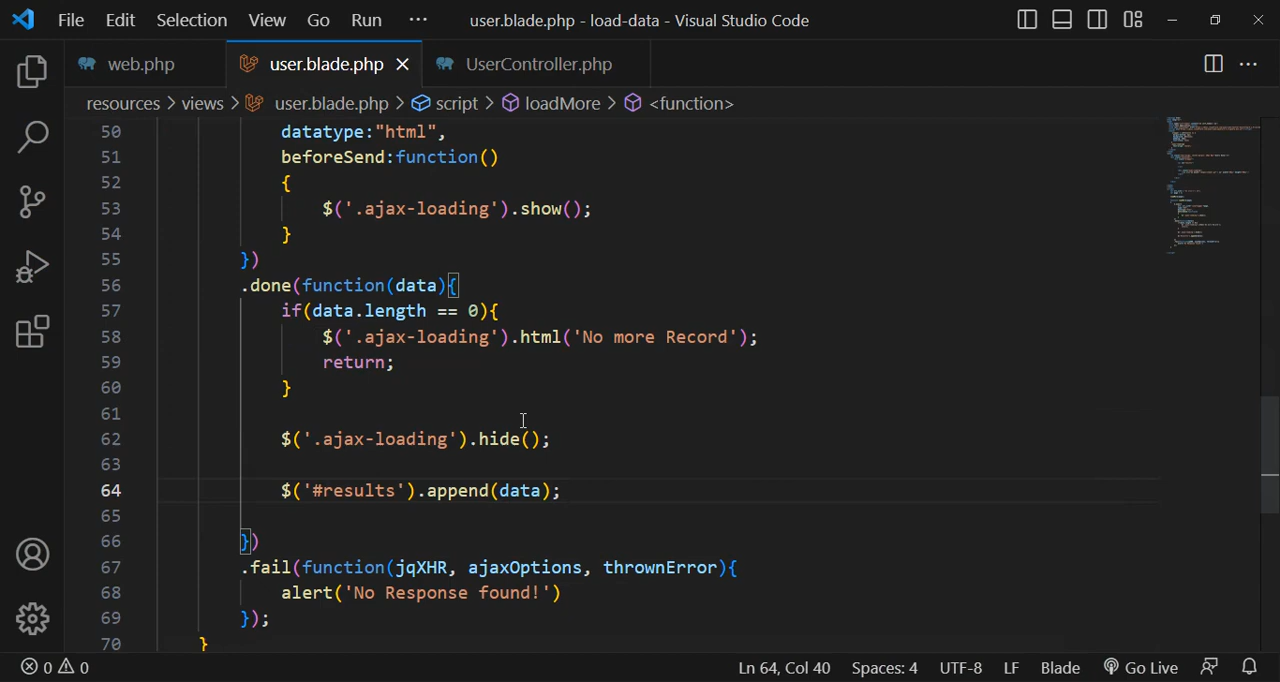 File Edit Selection View Go Run ··· user.blade.php - load-data - Visual Studio Code
web.php user.blade.php UserController.php
resources > views > user.blade.php > script > loadMore > <function>
50 datatype:"html",
51 beforeSend:function()
52 {
53 $('.ajax-loading').show();
54 }
55 })
56 .done(function(data){
57 if(data.length == 0){
58 $('.ajax-loading').html('No more Record');
59 return;
60 }
61
62 $('.ajax-loading').hide();
63
64 $('#results').append(data);
65
66 })
67 .fail(function(jqXHR, ajaxOptions, thrownError){
68 alert('No Response found!')
69 });
70 }
0 0 Ln 64, Col 40 Spaces: 4 UTF-8 LF Blade Go Live